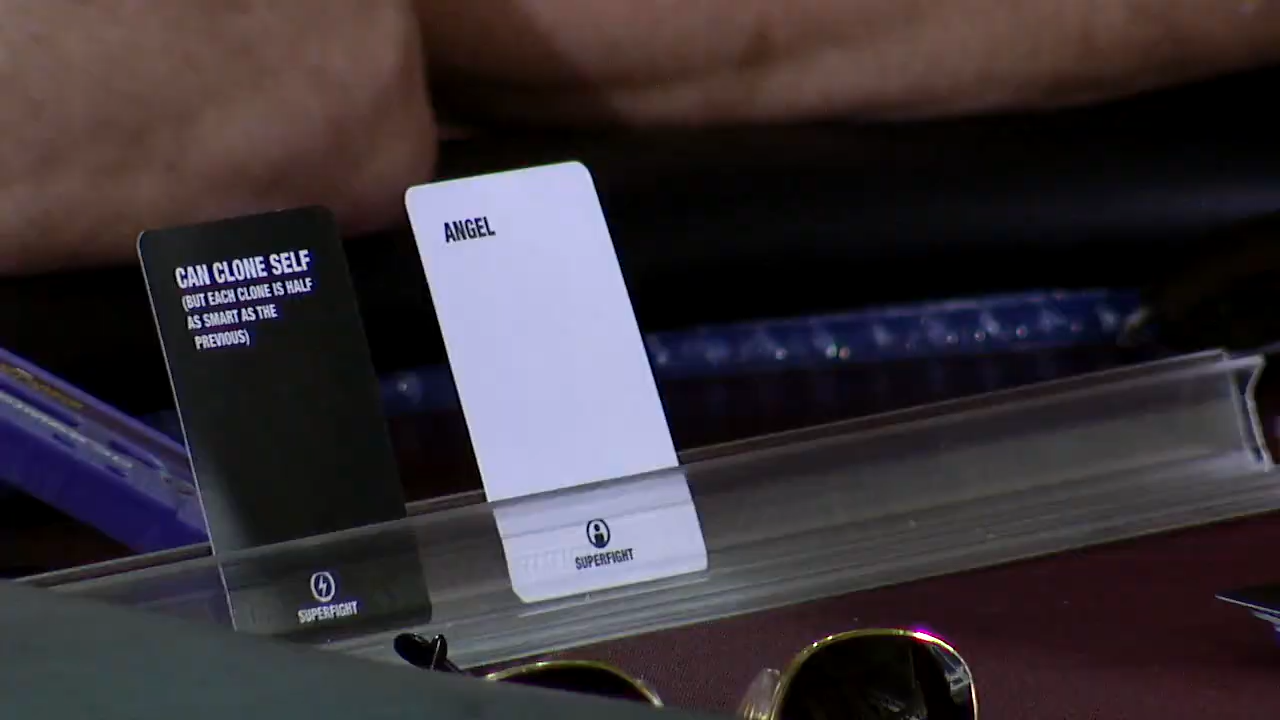 CAN CLONE SELF
(BUT EACH CLONE IS HALF
AS SMART AS THE
PREVIOUS)
SUPERFIGHT
ANGEL
SUPERFIGHT